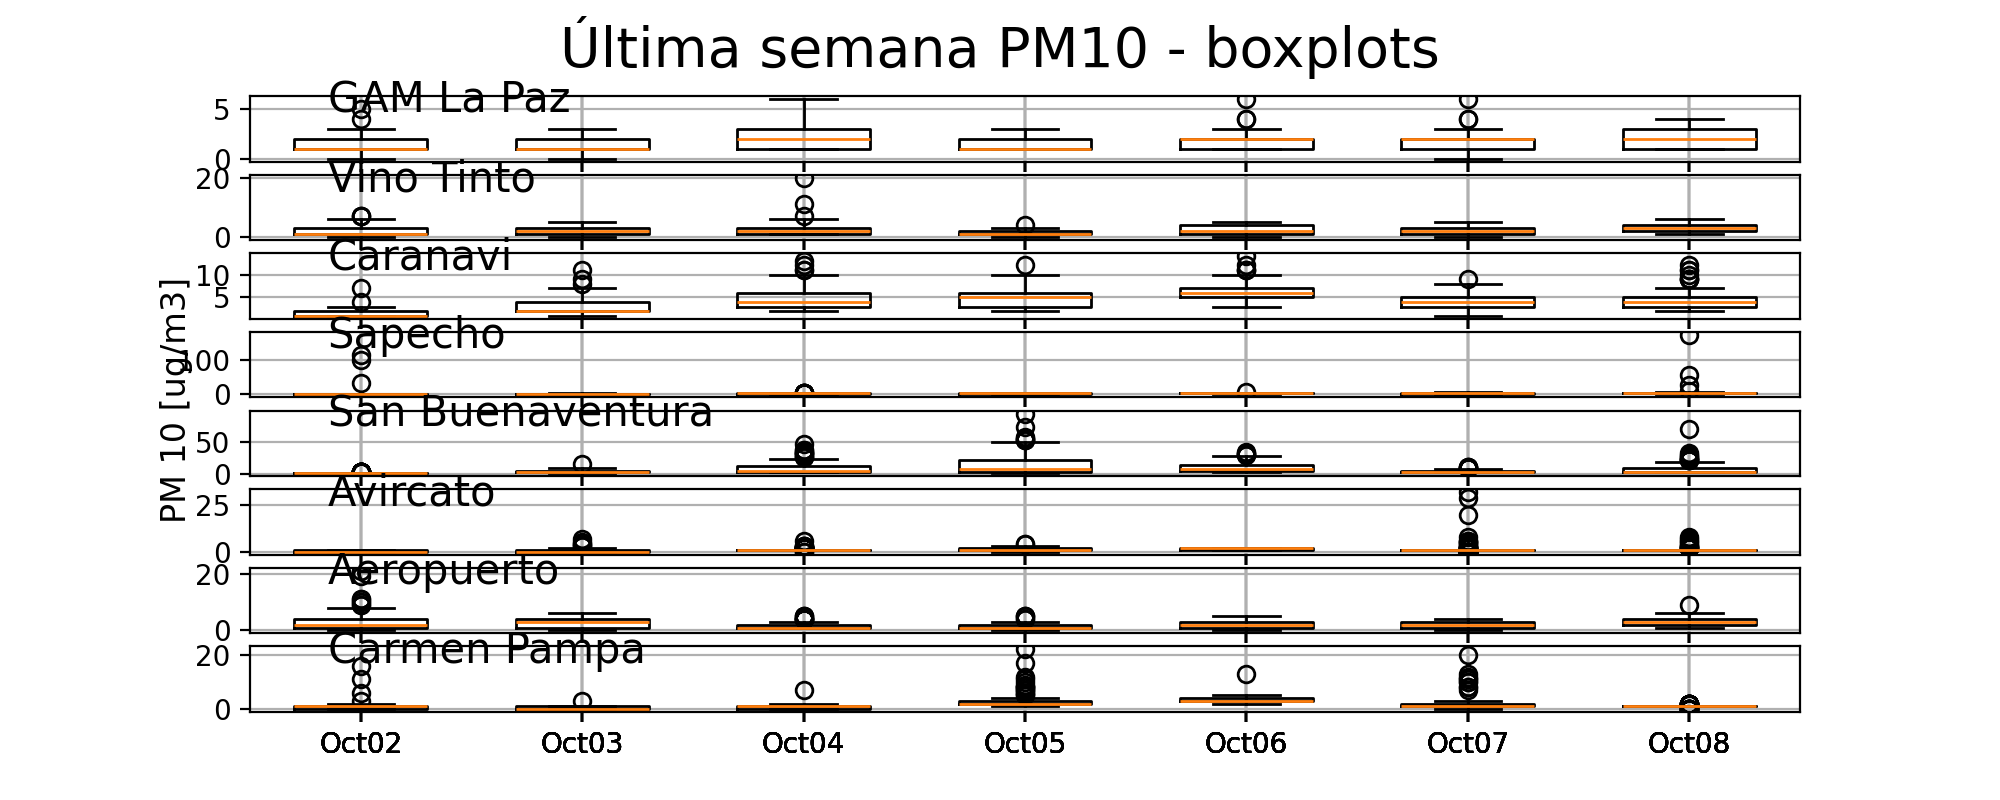 Última semana PM10 - boxplots
GAM La Paz
5
0
Vino Tinto
20
0
Caranavi
10
5
Sapecho
100
0
San Buenaventura
50
0
Avircato
25
0
Aeropuerto
20
0
Carmen Pampa
20
0
PM 10 [ug/m3]
Oct02 Oct03 Oct04 Oct05 Oct06 Oct07 Oct08